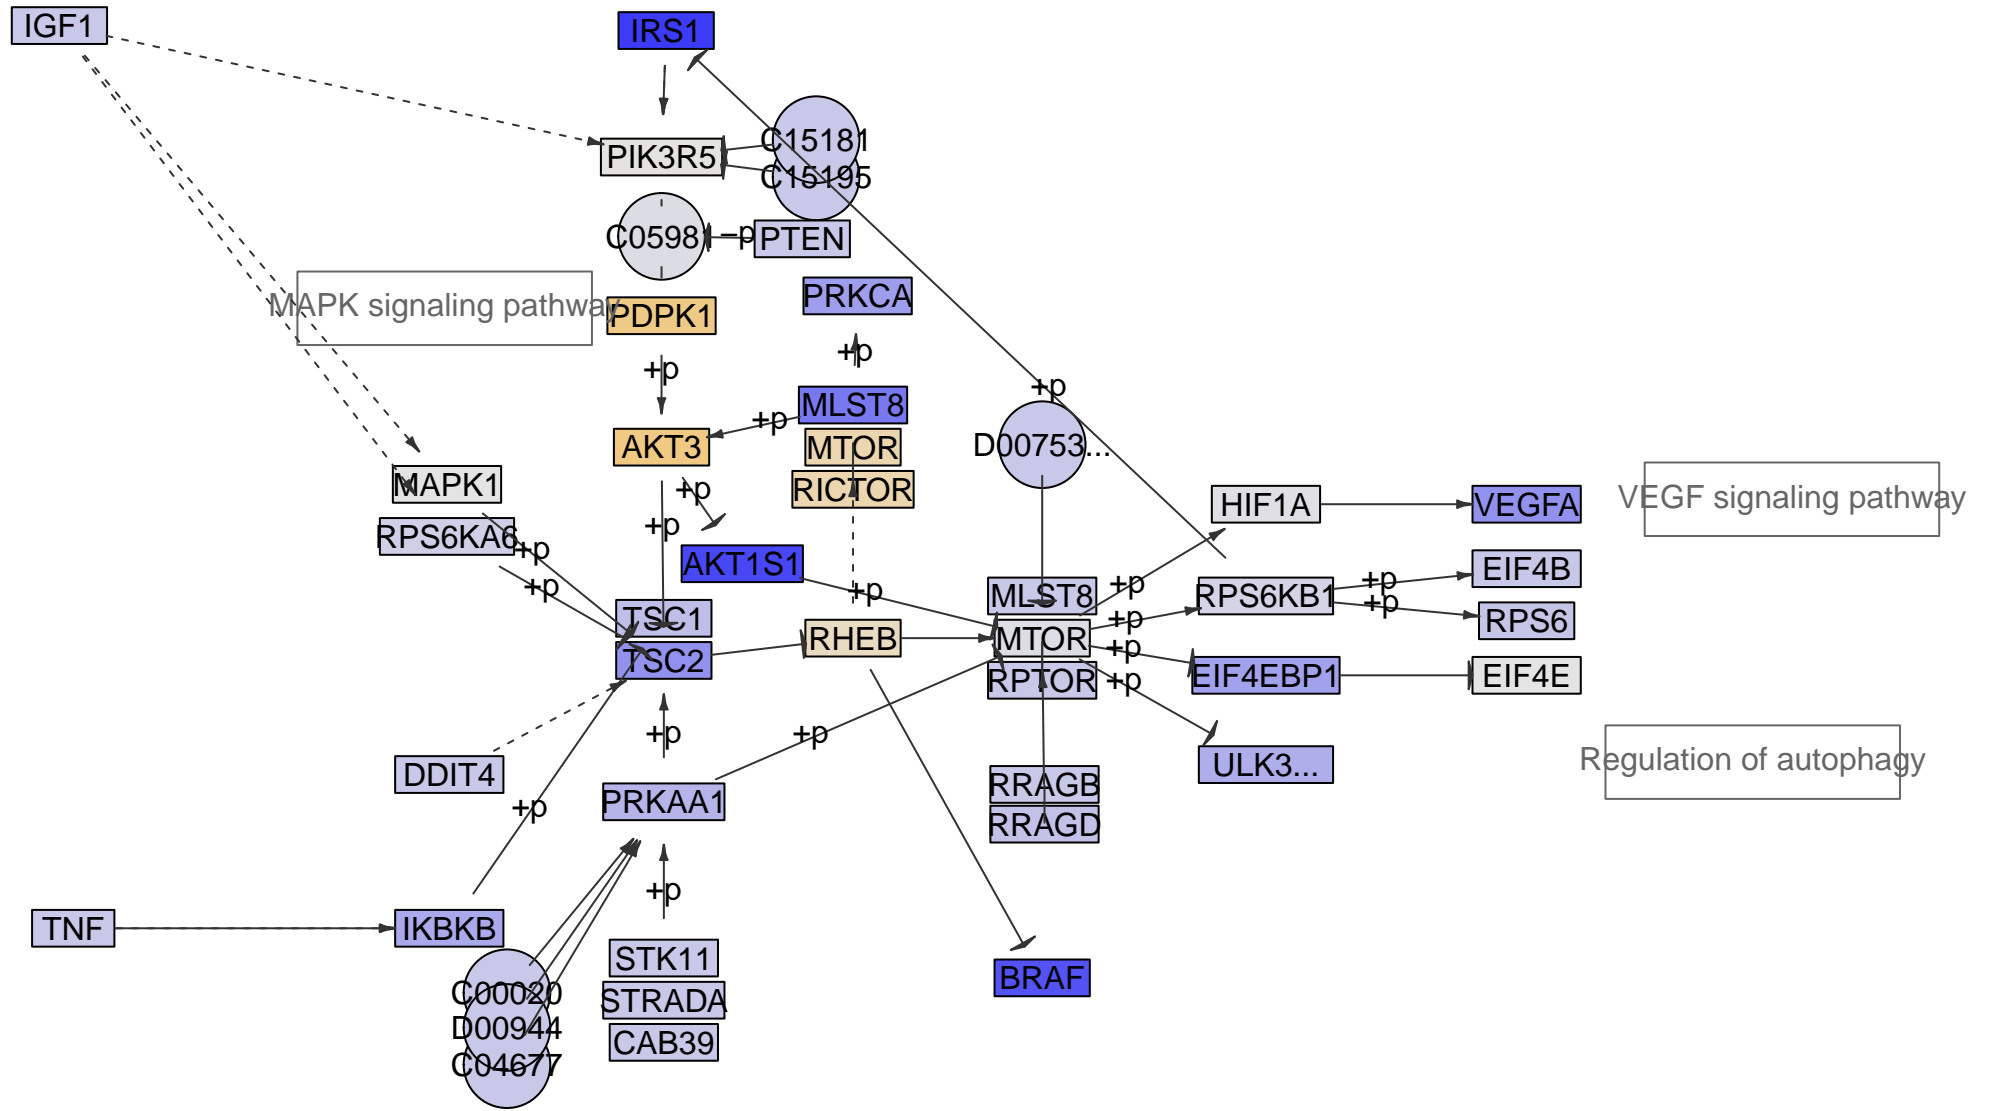 IGF1
IRS1
C15181
PIK3R5
C15195
C0598
-p
PTEN
PRKCA
MAPK signaling pathway
PDPK1
+p
+p
+p
MLST8
+p
AKT3
MTOR
D00753...
MAPK1
+p
RICTOR
HIF1A
VEGFA
VEGF signaling pathway
RPS6KA6
+p
+p
AKT1S1
EIF4B
+p
+p
+p
+p
TSC1
MLST8
RPS6KB1
+p
RPS6
+p
RHEB
MTOR
+p
TSC2
RPTOR
+p
EIF4EBP1
EIF4E
+p
+p
Regulation of autophagy
DDIT4
ULK3...
RRAGB
+p
PRKAA1
RRAGD
+p
TNF
IKBKB
STK11
BRAF
C00020
STRADA
D00944
CAB39
C04677